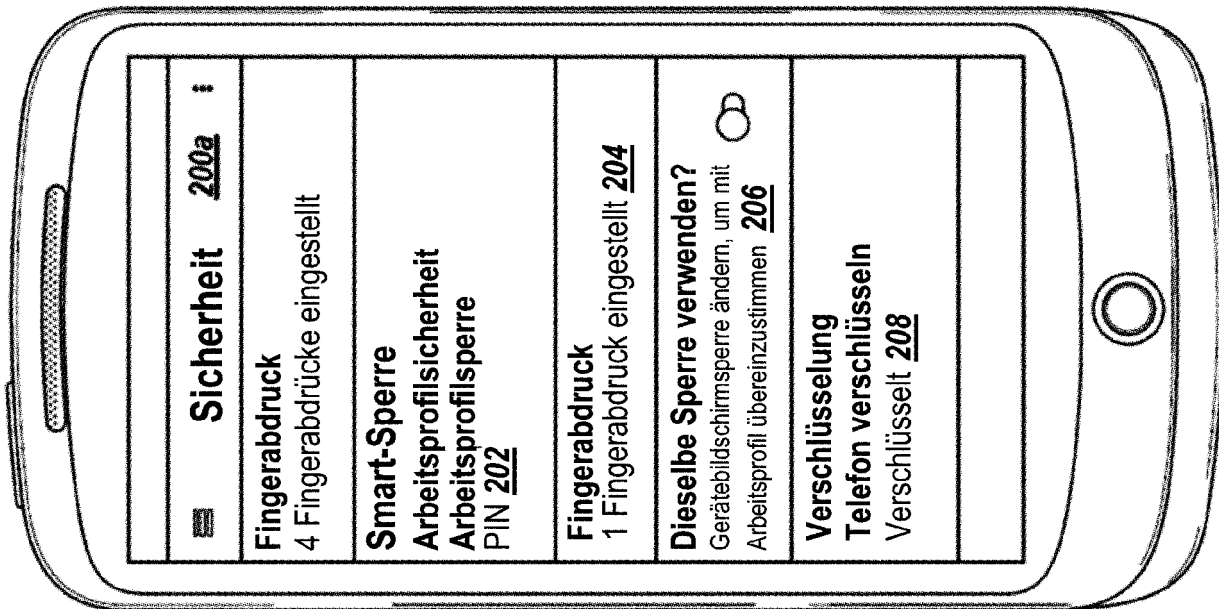 Sicherheit 200a
Fingerabdruck
4 Fingerabdrücke eingestellt
Smart-Sperre
Arbeitsprofilsicherheit
Arbeitsprofilsperre
PIN 202
Fingerabdruck
1 Fingerabdruck eingestellt 204
Dieselbe Sperre verwenden?
Gerätebildschirmsperre ändern, um mit
Arbeitsprofil übereinzustimmen 206
Verschlüsselung
Telefon verschlüsseln
Verschlüsselt 208